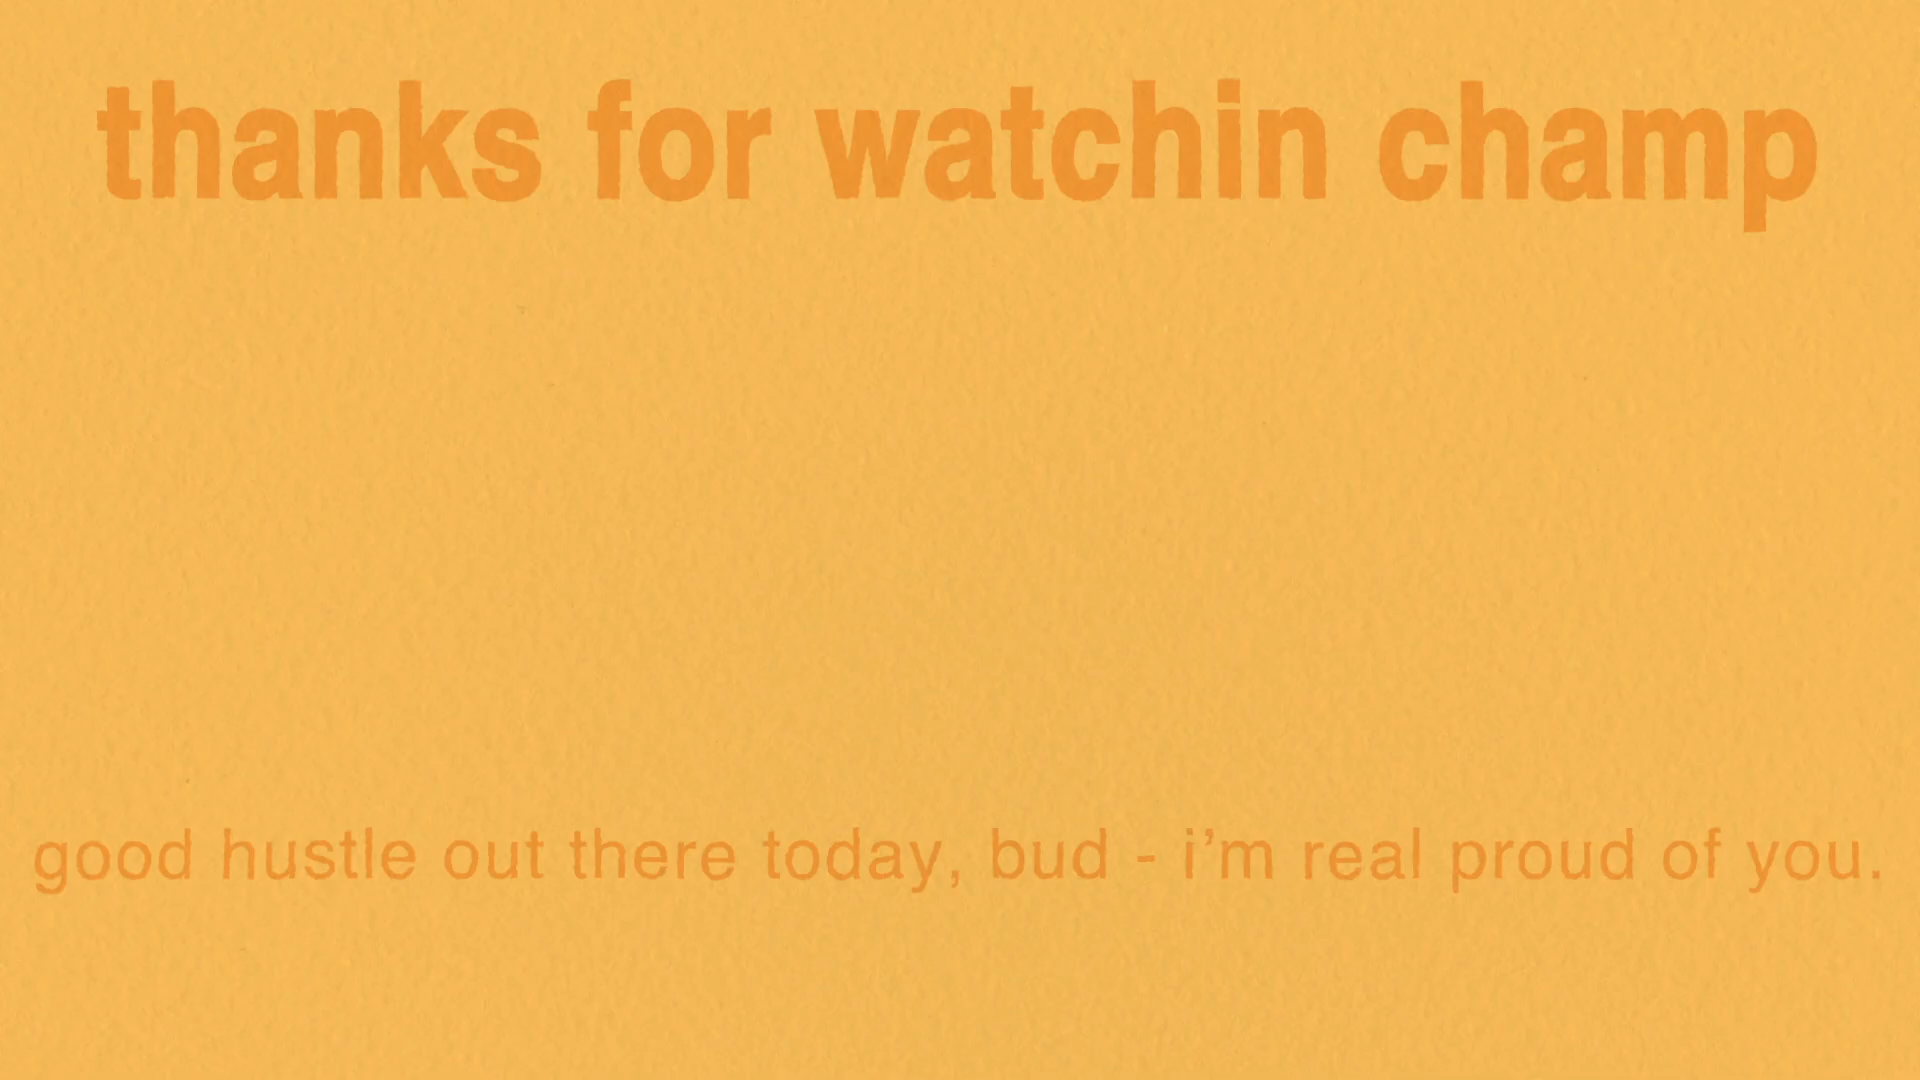 thanks for watchin champ
good hustle out there today, bud - i’m real proud of you.